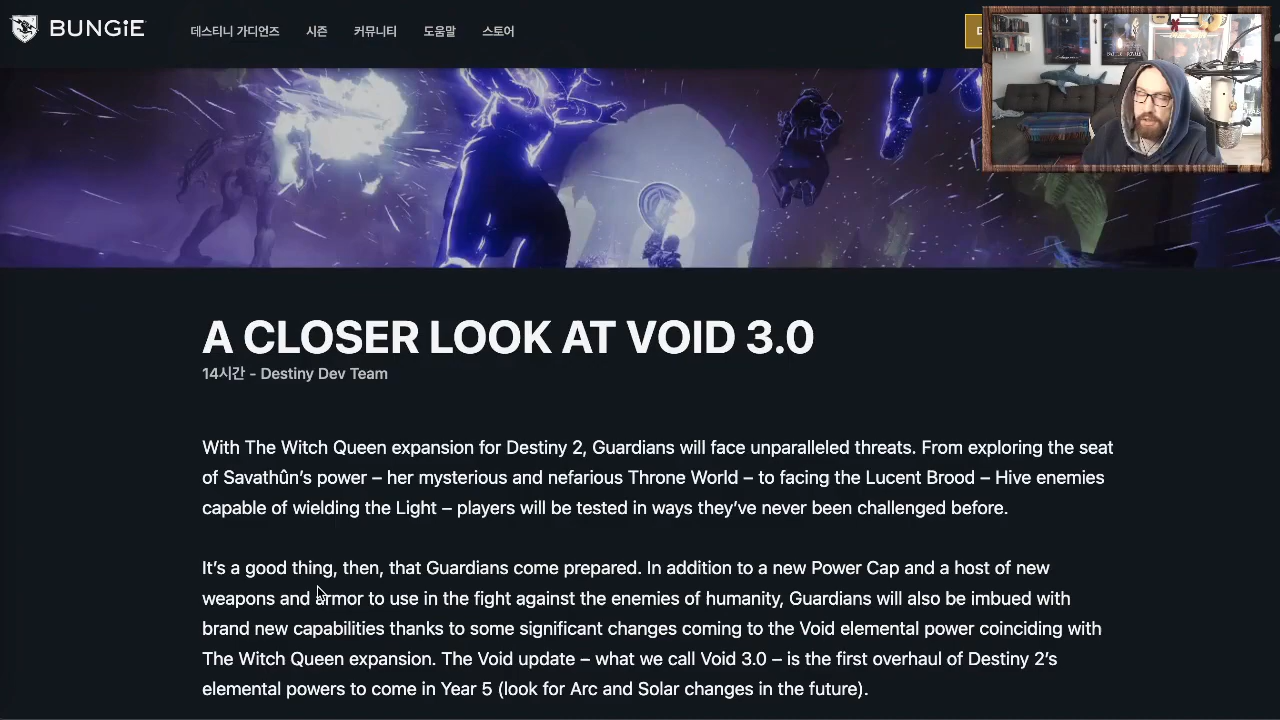 BUNGiE
데스티니 가디언즈
시즌
커뮤니티
도움말
스토어
A CLOSER LOOK AT VOID 3.0
14시간 - Destiny Dev Team
With The Witch Queen expansion for Destiny 2, Guardians will face unparalleled threats. From exploring the seat
of Savathûn’s power – her mysterious and nefarious Throne World – to facing the Lucent Brood – Hive enemies
capable of wielding the Light – players will be tested in ways they’ve never been challenged before.
It’s a good thing, then, that Guardians come prepared. In addition to a new Power Cap and a host of new
weapons and armor to use in the fight against the enemies of humanity, Guardians will also be imbued with
brand new capabilities thanks to some significant changes coming to the Void elemental power coinciding with
The Witch Queen expansion. The Void update – what we call Void 3.0 – is the first overhaul of Destiny 2’s
elemental powers to come in Year 5 (look for Arc and Solar changes in the future).